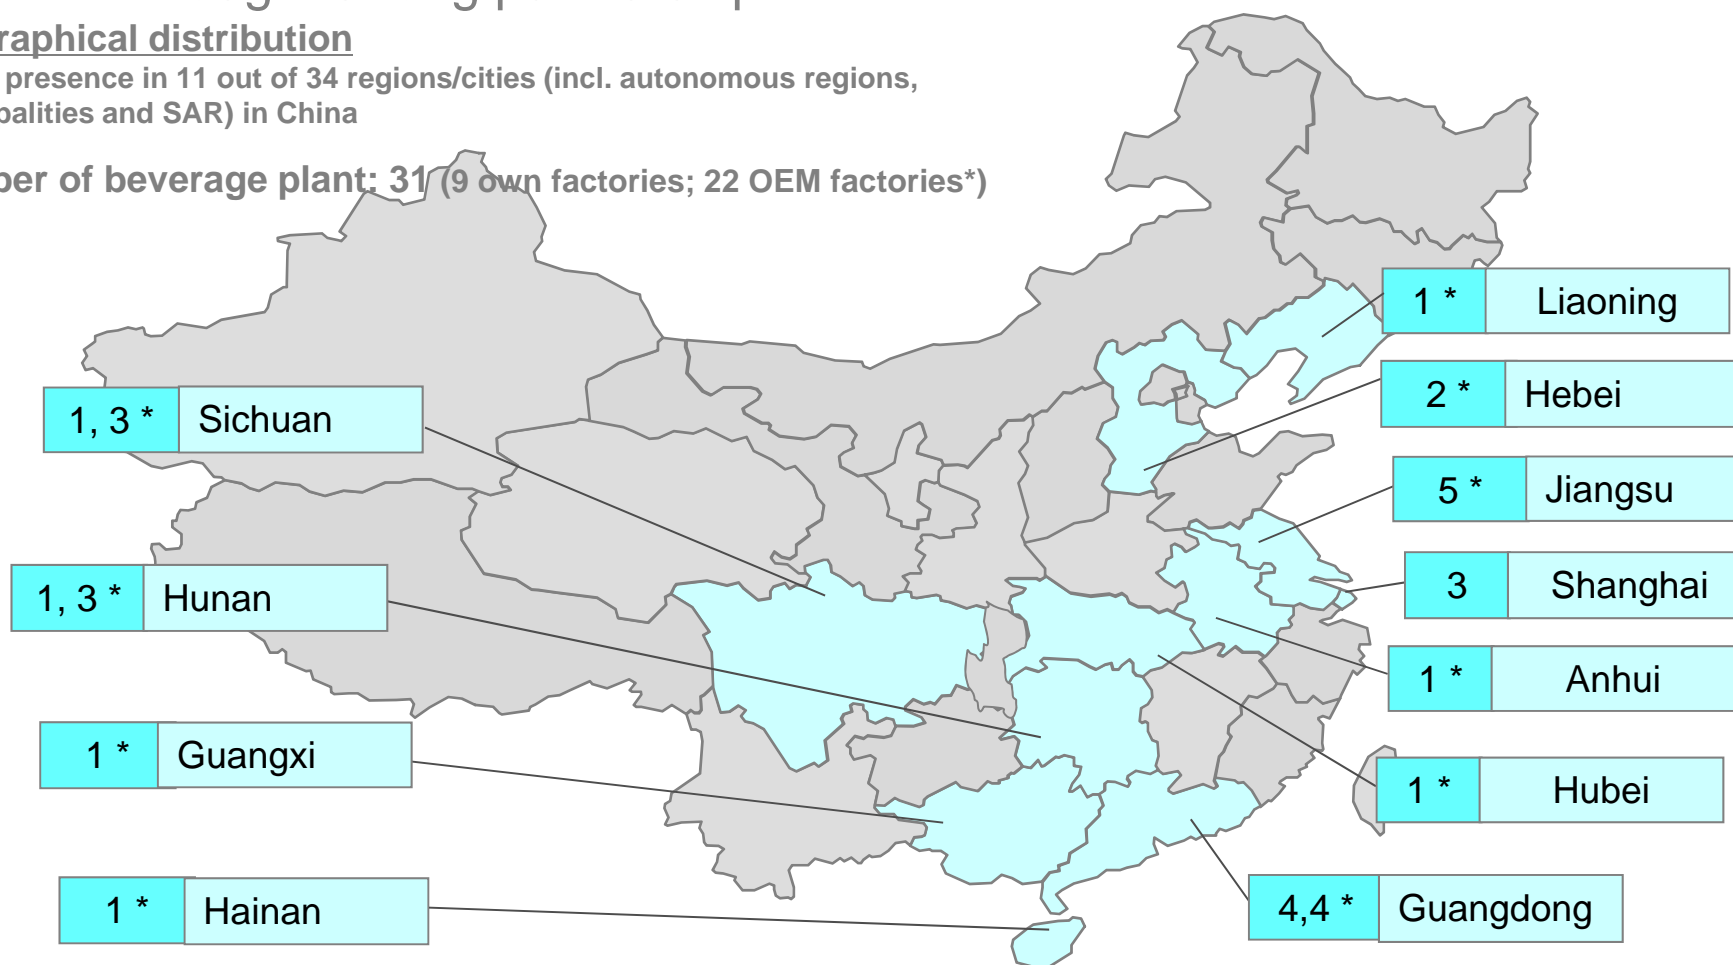 raphical distribution
presence in 11 out of 34 regions/cities (incl. autonomous regions,
palities and SAR) in China
ber of beverage plant: 31 (9 own factories; 22 OEM factories*)
1 * Liaoning
2 * Hebei
1, 3 * Sichuan
5 * Jiangsu
3 Shanghai
1, 3 * Hunan
1 * Anhui
1 * Guangxi
1 * Hubei
4,4 * Guangdong
1 * Hainan